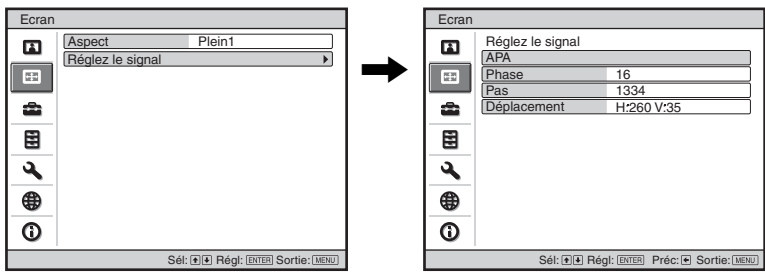 Ecran
Aspect Plein1
Réglez le signal
Sél: Régl: ENTER Sortie: MENU
Ecran
Réglez le signal
APA
Phase 16
Pas 1334
Déplacement H:260 V:35
Sél: Régl: ENTER Préc: Sortie: MENU